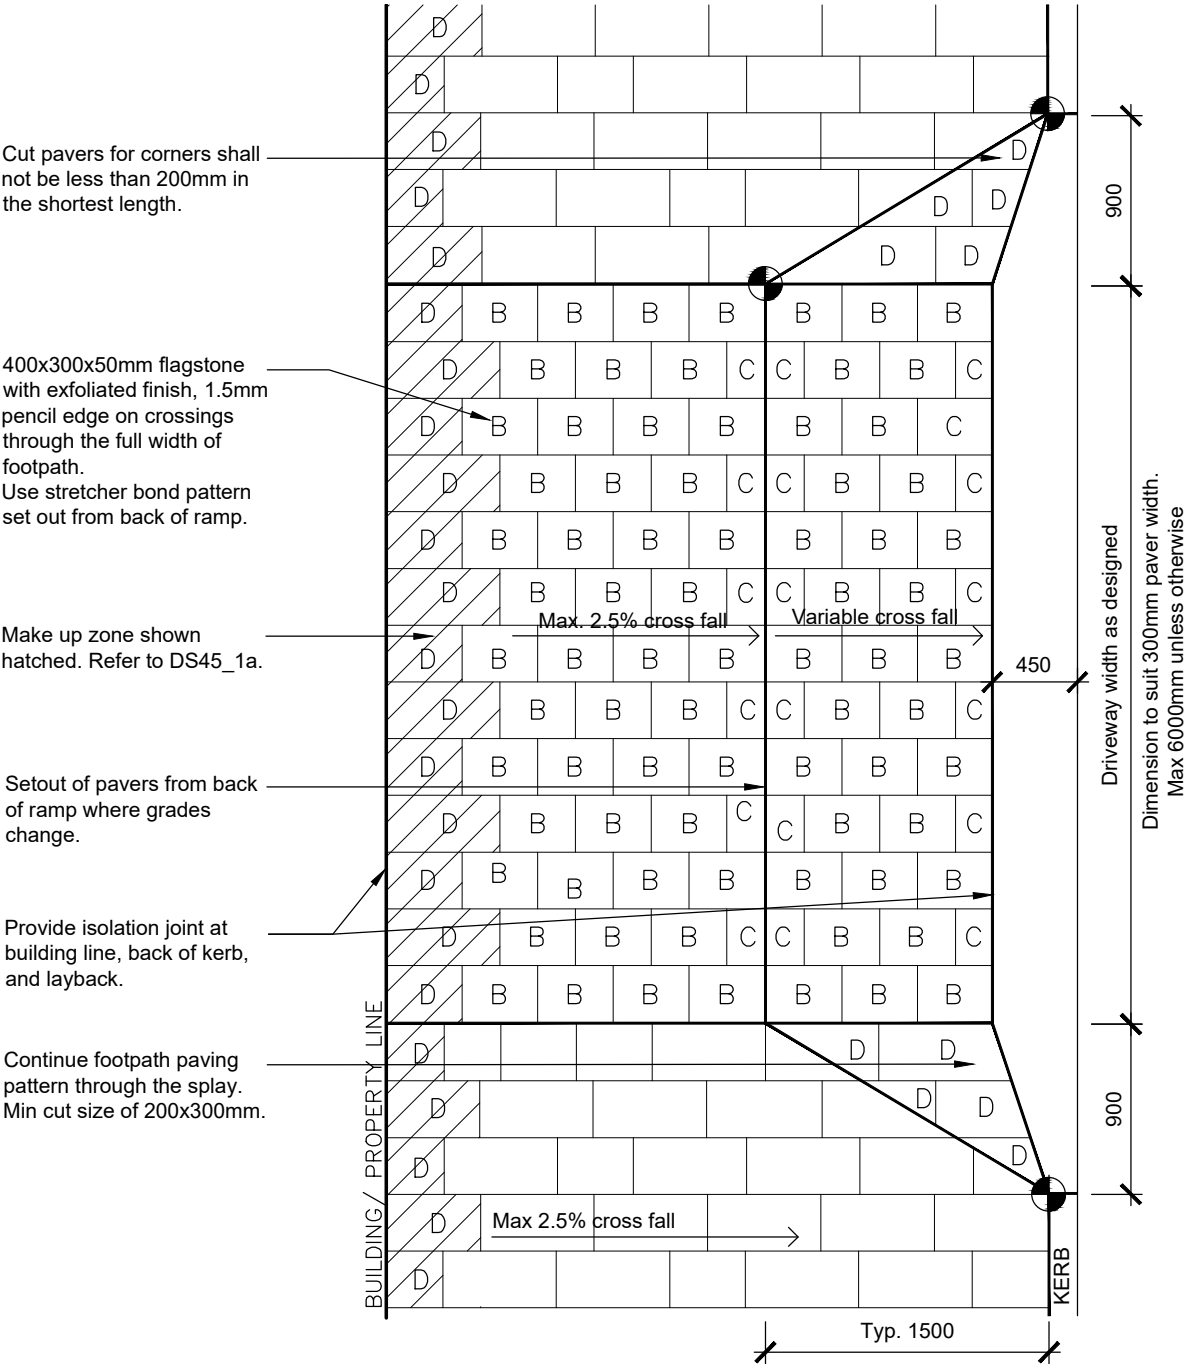 Cut pavers for corners shall
not be less than 200mm in
the shortest length.
400x300x50mm flagstone
with exfoliated finish, 1.5mm
pencil edge on crossings
through the full width of
footpath.
Use stretcher bond pattern
set out from back of ramp.
Make up zone shown
hatched. Refer to DS45_1a.
Setout of pavers from back
of ramp where grades
change.
Provide isolation joint at
building line, back of kerb,
and layback.
Continue footpath paving
pattern through the splay.
Min cut size of 200x300mm.
BUILDING/ PROPERTY LINE
D
D
D D
D D D
D D D
D B B B B B B B
D B B B C C B B C
D B B B B B B C
D B B B C C B B C
D B B B B B B B
D B B B C C B B C
Max. 2.5% cross fall
Variable cross fall
D B B B B B B B
D B B B C C B B C
D B B B B B B B
D B B B C C B B C
D B B B B B B B
D B B B C C B B C
D B B B B B B B
D D D
D D D
D D
D
Max 2.5% cross fall
D
KERB
Typ. 1500
900
450
Driveway width as designed
Dimension to suit 300mm paver width.
Max 6000mm unless otherwise
900